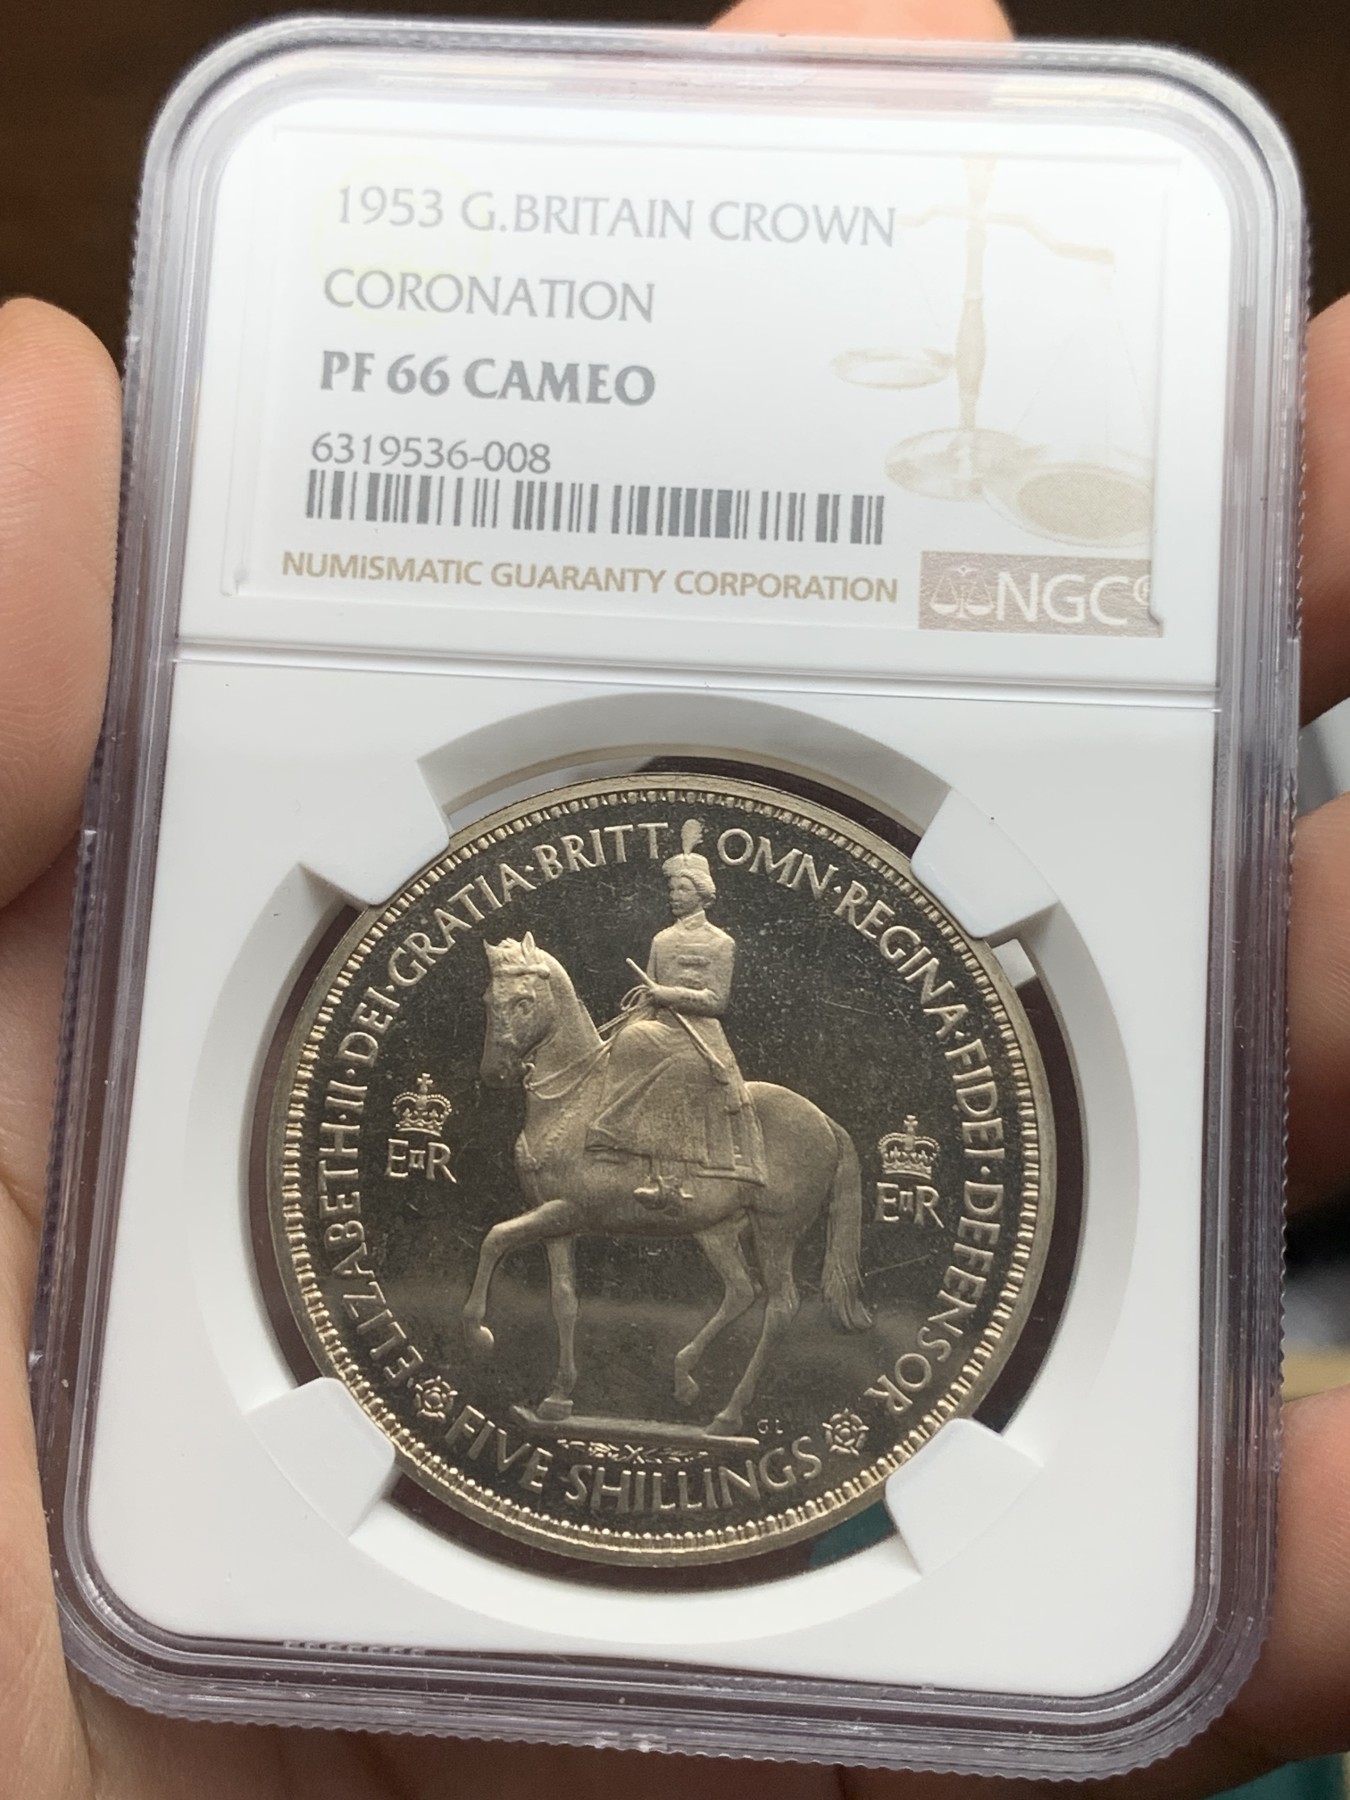 1953 G.BRITAIN CROWN
CORONATION
PF 66 CAMEO
6319536-008
NUMISMATIC GUARANTY CORPORATION
NGC®
ELIZABETH·II·DEI·GRATIA·BRITT OMN·REGINA·FIDEI·DEFENSOR
EIIR
EIIR
GL
FIVE·SHILLINGS